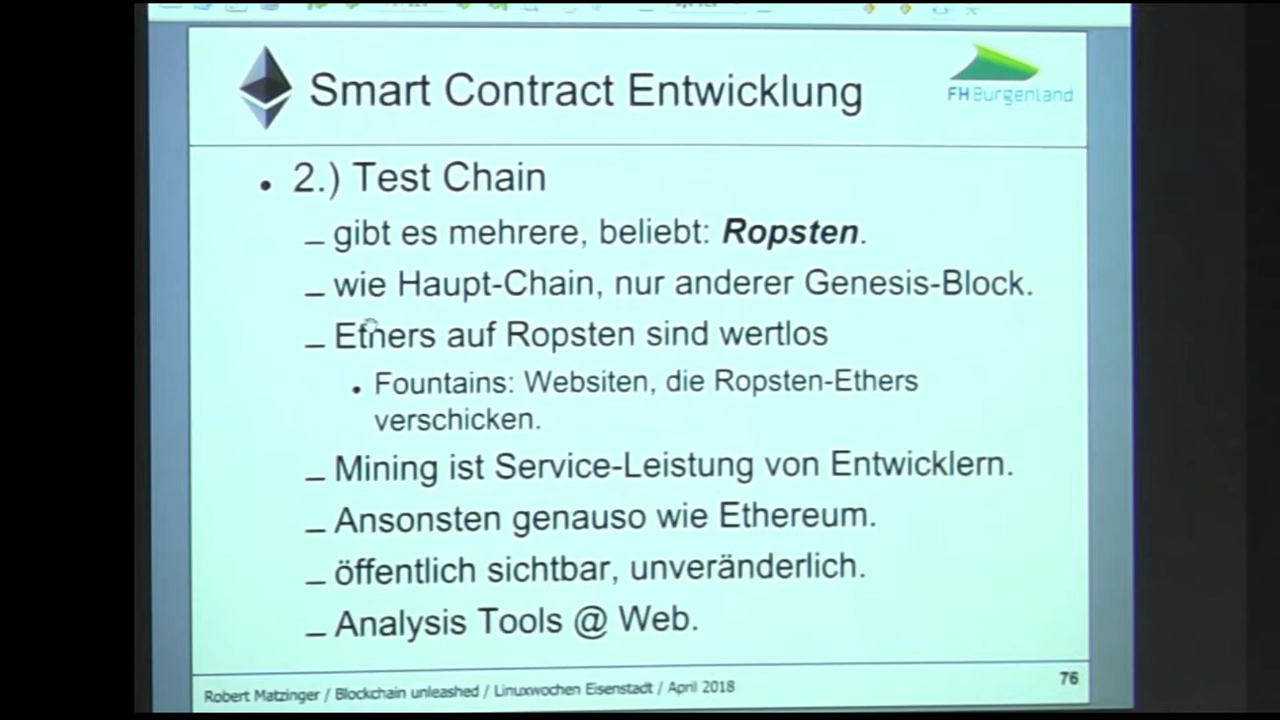 Smart Contract Entwicklung
FH Burgenland
• 2.) Test Chain
– gibt es mehrere, beliebt: Ropsten.
– wie Haupt-Chain, nur anderer Genesis-Block.
– Ethers auf Ropsten sind wertlos
• Fountains: Websiten, die Ropsten-Ethers
verschicken.
– Mining ist Service-Leistung von Entwicklern.
– Ansonsten genauso wie Ethereum.
– öffentlich sichtbar, unveränderlich.
– Analysis Tools @ Web.
Robert Matzinger / Blockchain unleashed / Linuxwochen Eisenstadt / April 2018
76